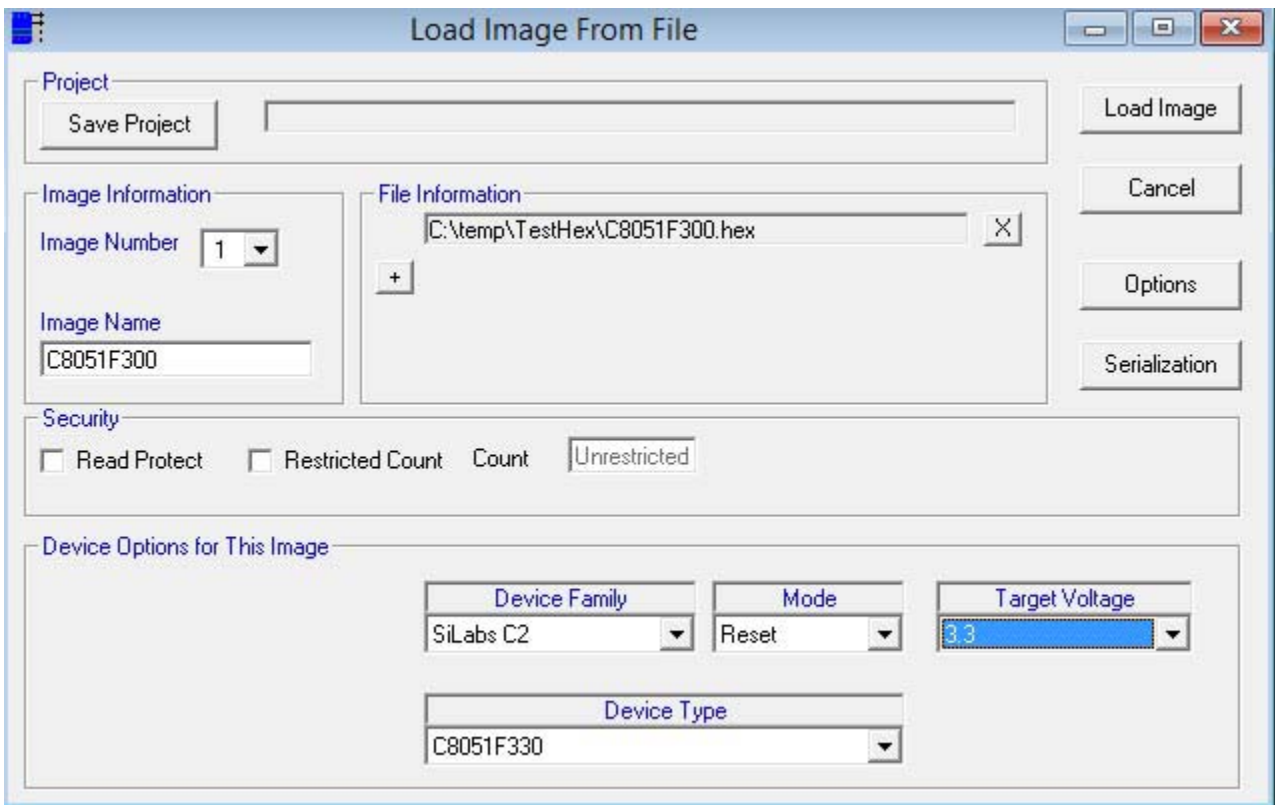 Load Image From File
Project
Save Project
Load Image
Cancel
Options
Serialization
Image Information
Image Number 1
Image Name
C8051F300
File Information
C:\temp\TestHex\C8051F300.hex X
+
Security
Read Protect Restricted Count Count Unrestricted
Device Options for This Image
Device Family Mode Target Voltage
SiLabs C2 Reset 3.3
Device Type
C8051F330